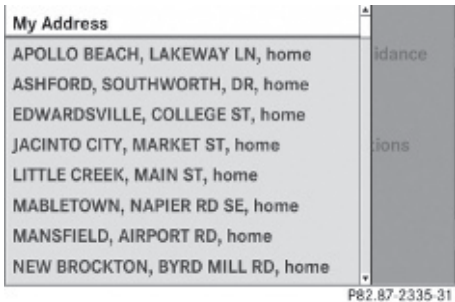 My Address
APOLLO BEACH, LAKEWAY LN, home
idance
ASHFORD, SOUTHWORTH, DR, home
EDWARDSVILLE, COLLEGE ST, home
JACINTO CITY, MARKET ST, home
tions
LITTLE CREEK, MAIN ST, home
MABLETOWN, NAPIER RD SE, home
MANSFIELD, AIRPORT RD, home
NEW BROCKTON, BYRD MILL RD, home
P82.87-2335-31